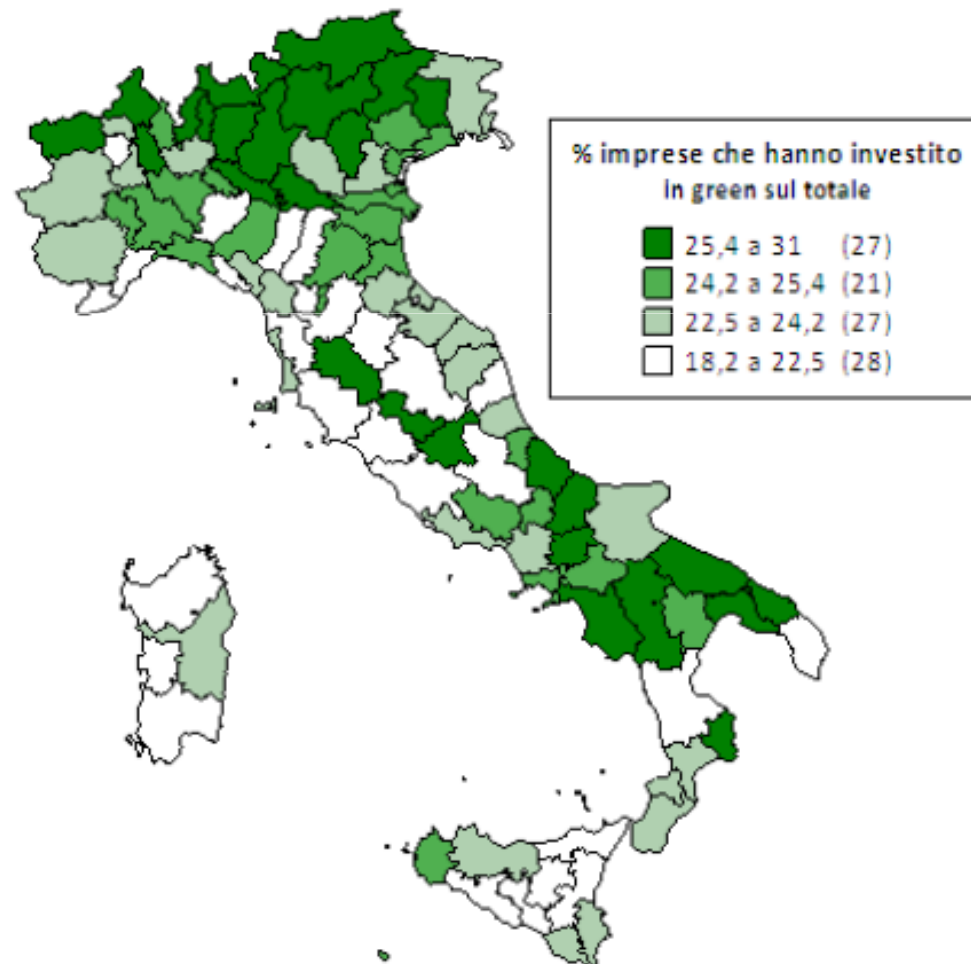 % imprese che hanno investito
in green sul totale
25,4 a 31 (27)
24,2 a 25,4 (21)
22,5 a 24,2 (27)
18,2 a 22,5 (28)